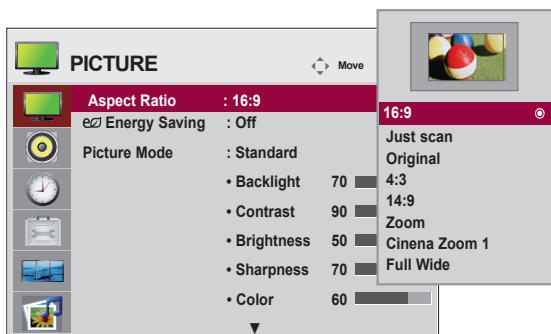 PICTURE
Move
Aspect Ratio : 16:9
Energy Saving : Off
Picture Mode : Standard
• Backlight 70
• Contrast 90
• Brightness 50
• Sharpness 70
• Color 60
16:9
Just scan
Original
4:3
14:9
Zoom
Cinena Zoom 1
Full Wide